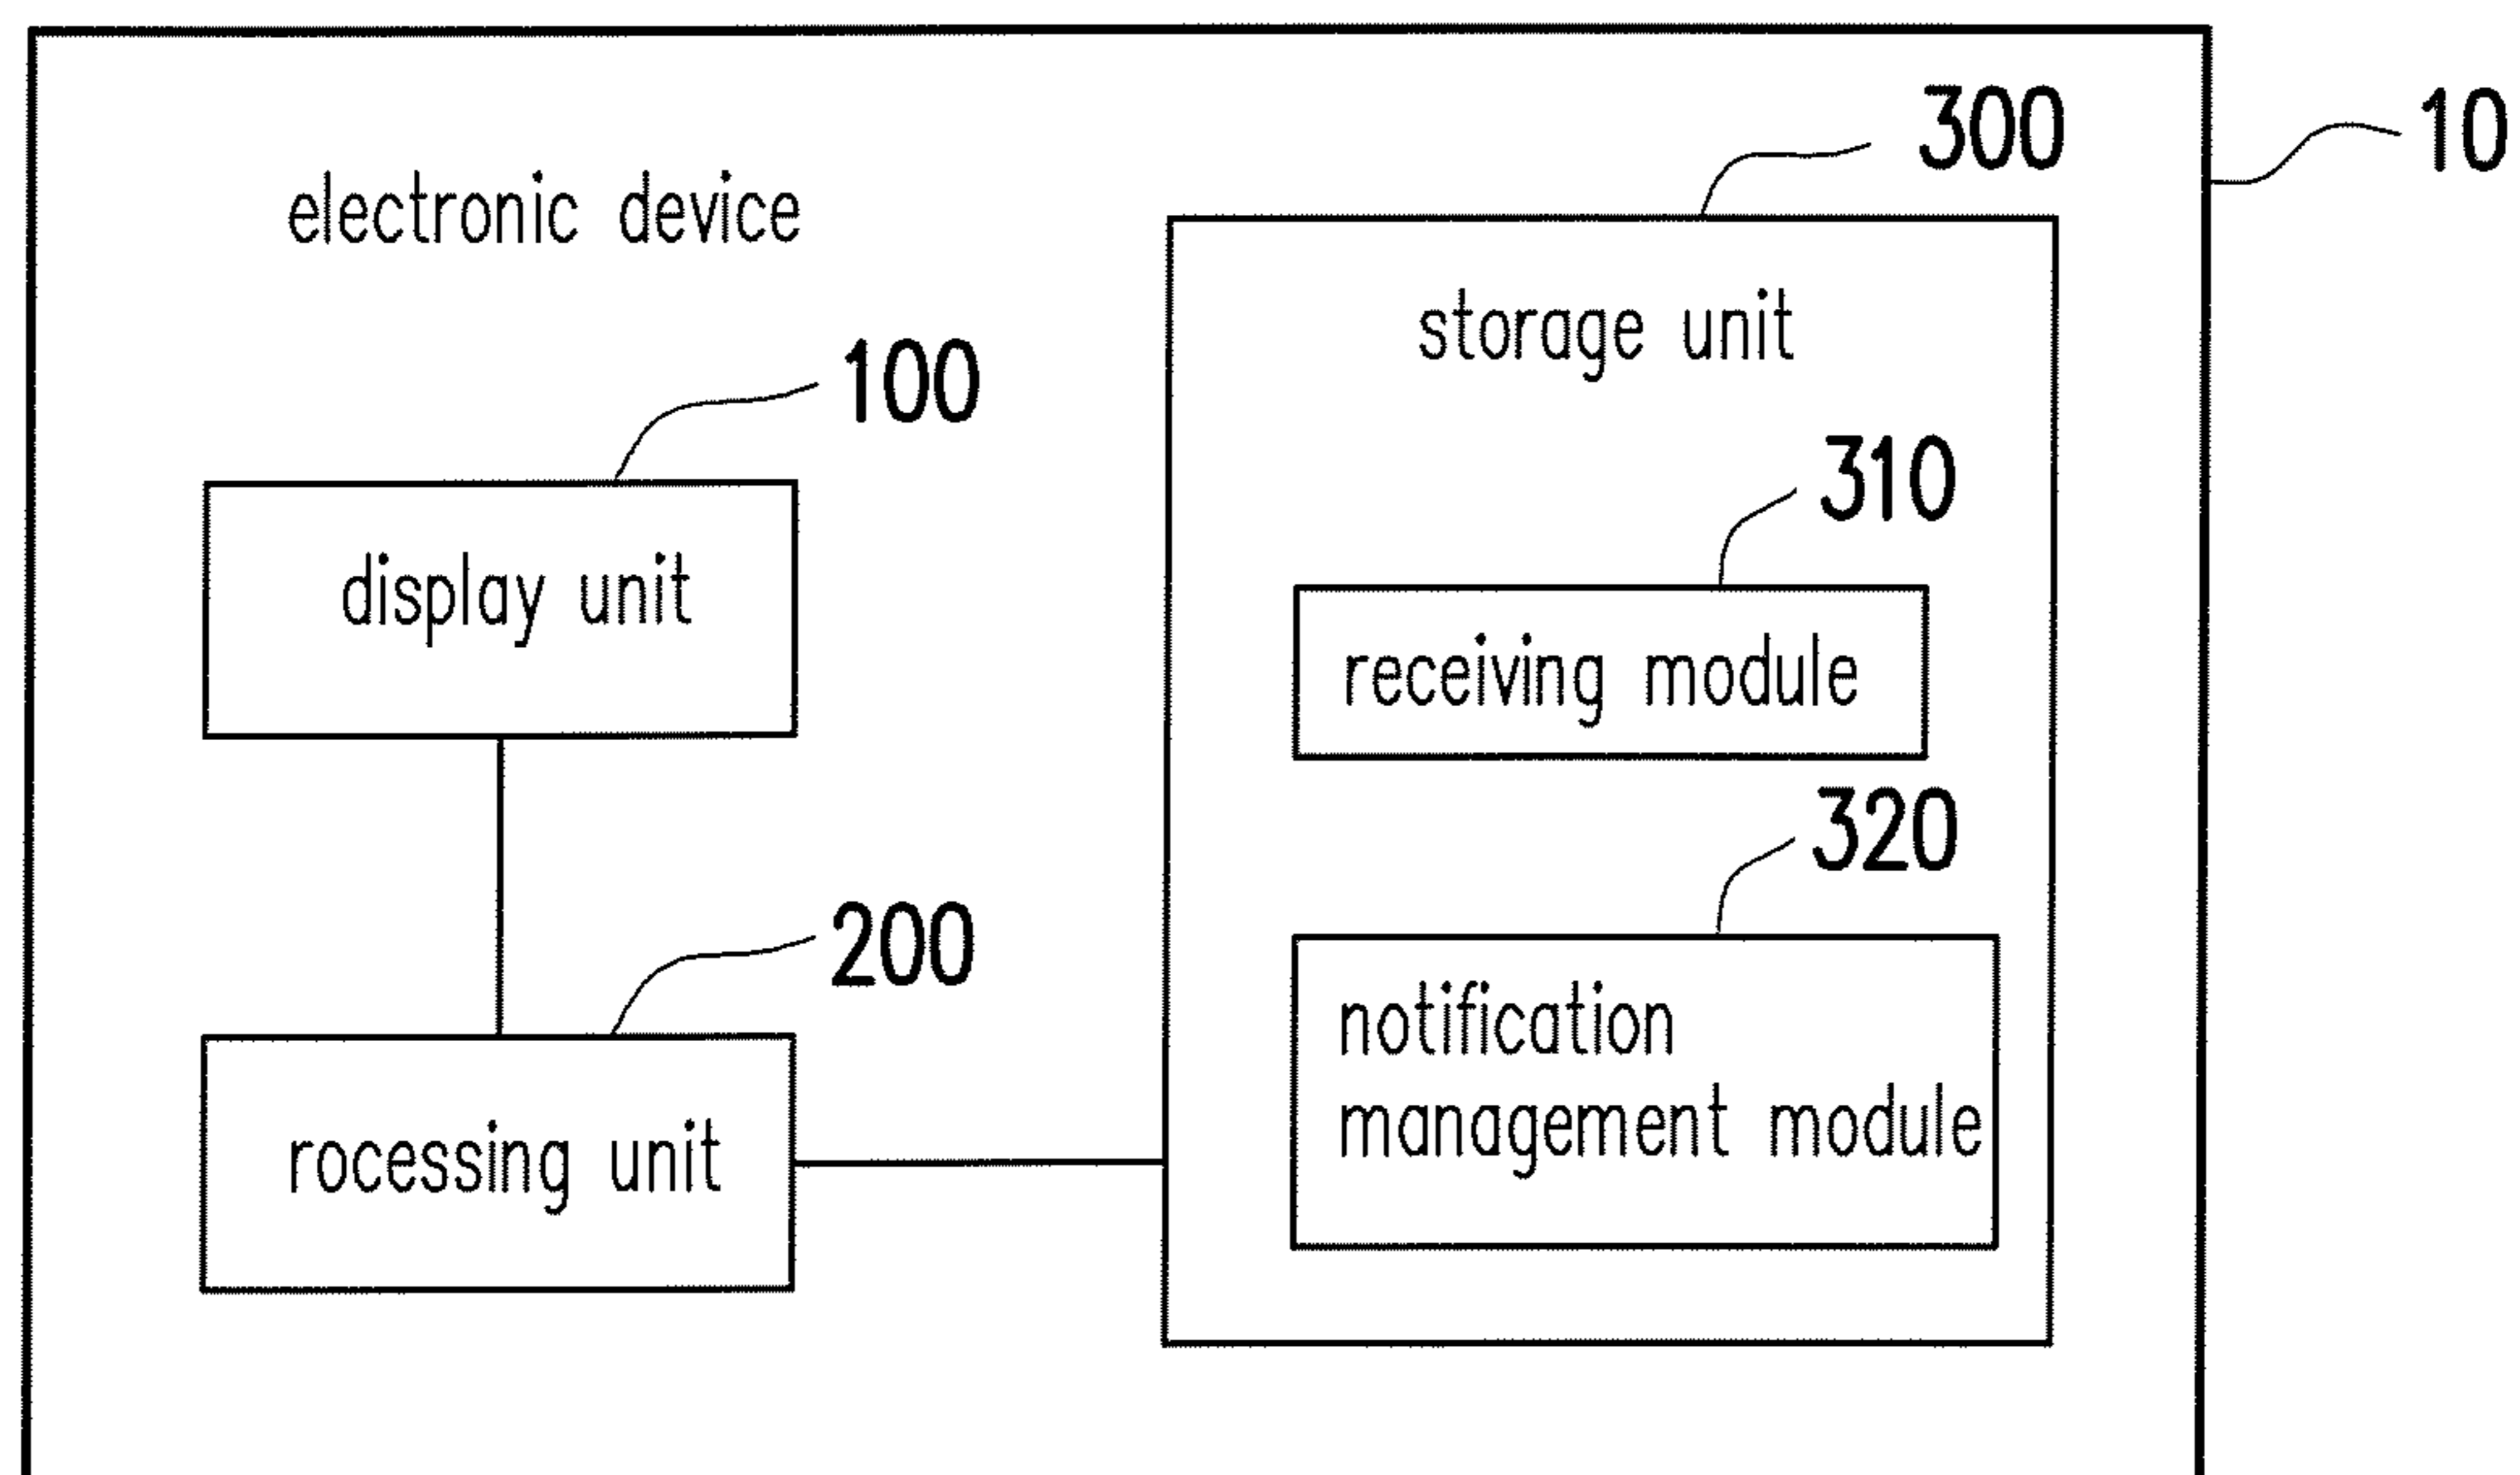 electronic device
10
300
storage unit
100
display unit
310
receiving module
320
notification
management module
200
rocessing unit